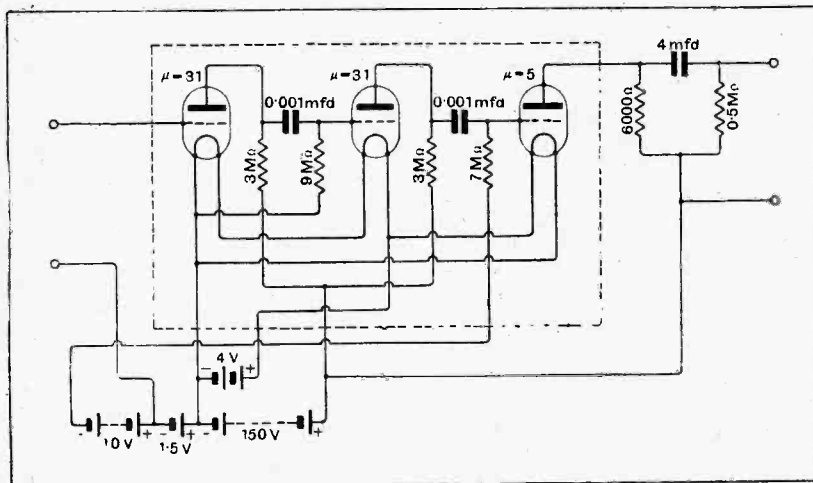 μ=31
μ=31
μ=5
4 mfd
0·001mfd
0·001mfd
6000Ω
0·5MΩ
3MΩ
9MΩ
3MΩ
7MΩ
- 4 V +
- 10 V + - 1·5 V + - 150V +